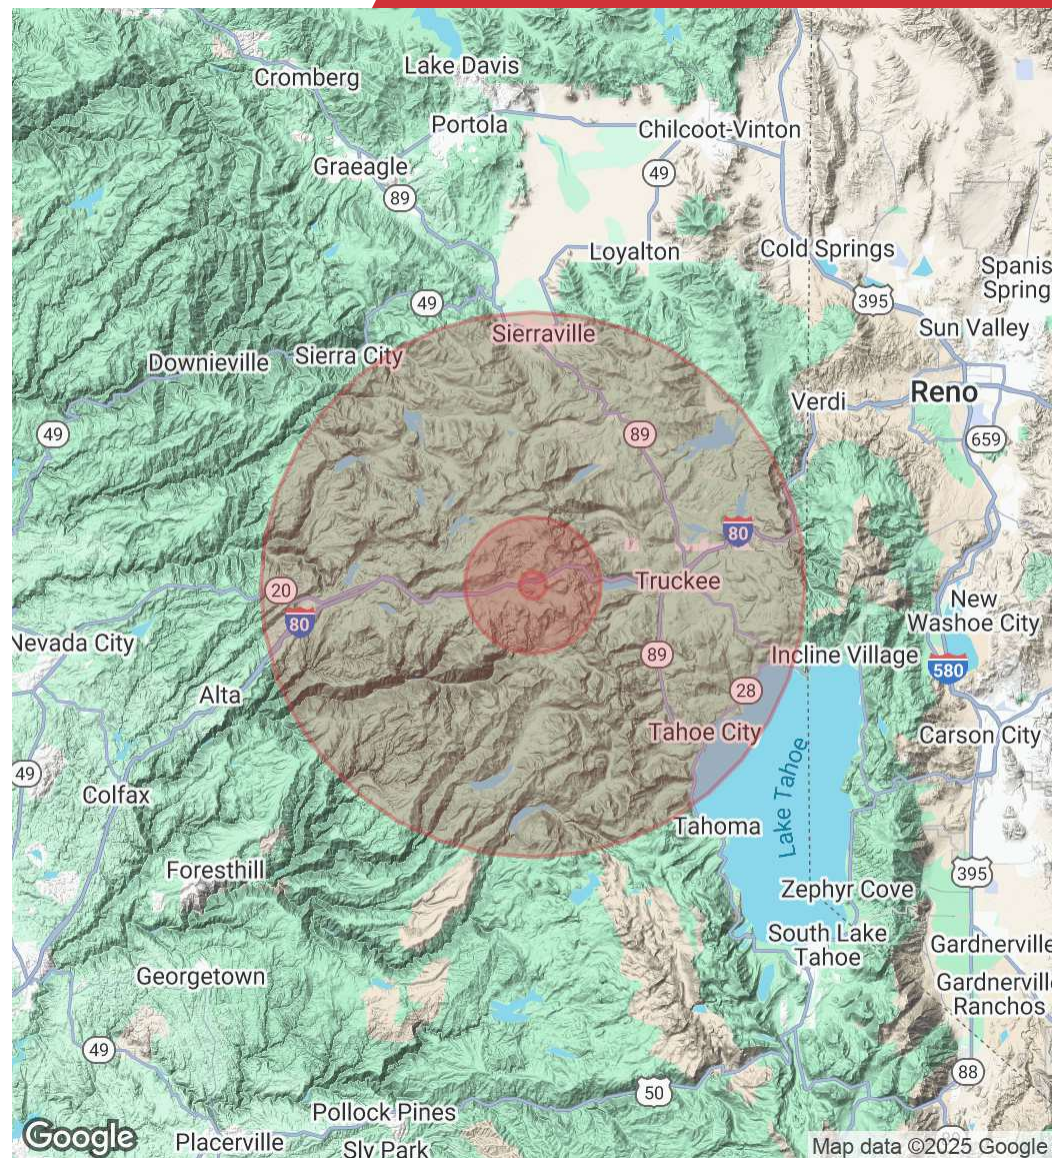 Lake Davis
Cromberg
Portola
Chilcoot-Vinton
Graeagle
49
89
Loyalton
Cold Springs
Spanis
Spring
49
395
Sun Valley
Sierraville
Downieville
Sierra City
Reno
Verdi
49
89
659
80
20
Truckee
80
New
Washoe City
Nevada City
89
Incline Village
580
Alta
28
Tahoe City
Carson City
49
Colfax
Lake Tahoe
Tahoma
Foresthill
395
Zephyr Cove
South Lake
Tahoe
Gardnerville
Georgetown
Gardnervill
Ranchos
49
88
50
Pollock Pines
Google
Placerville
Sly Park
Map data ©2025 Google